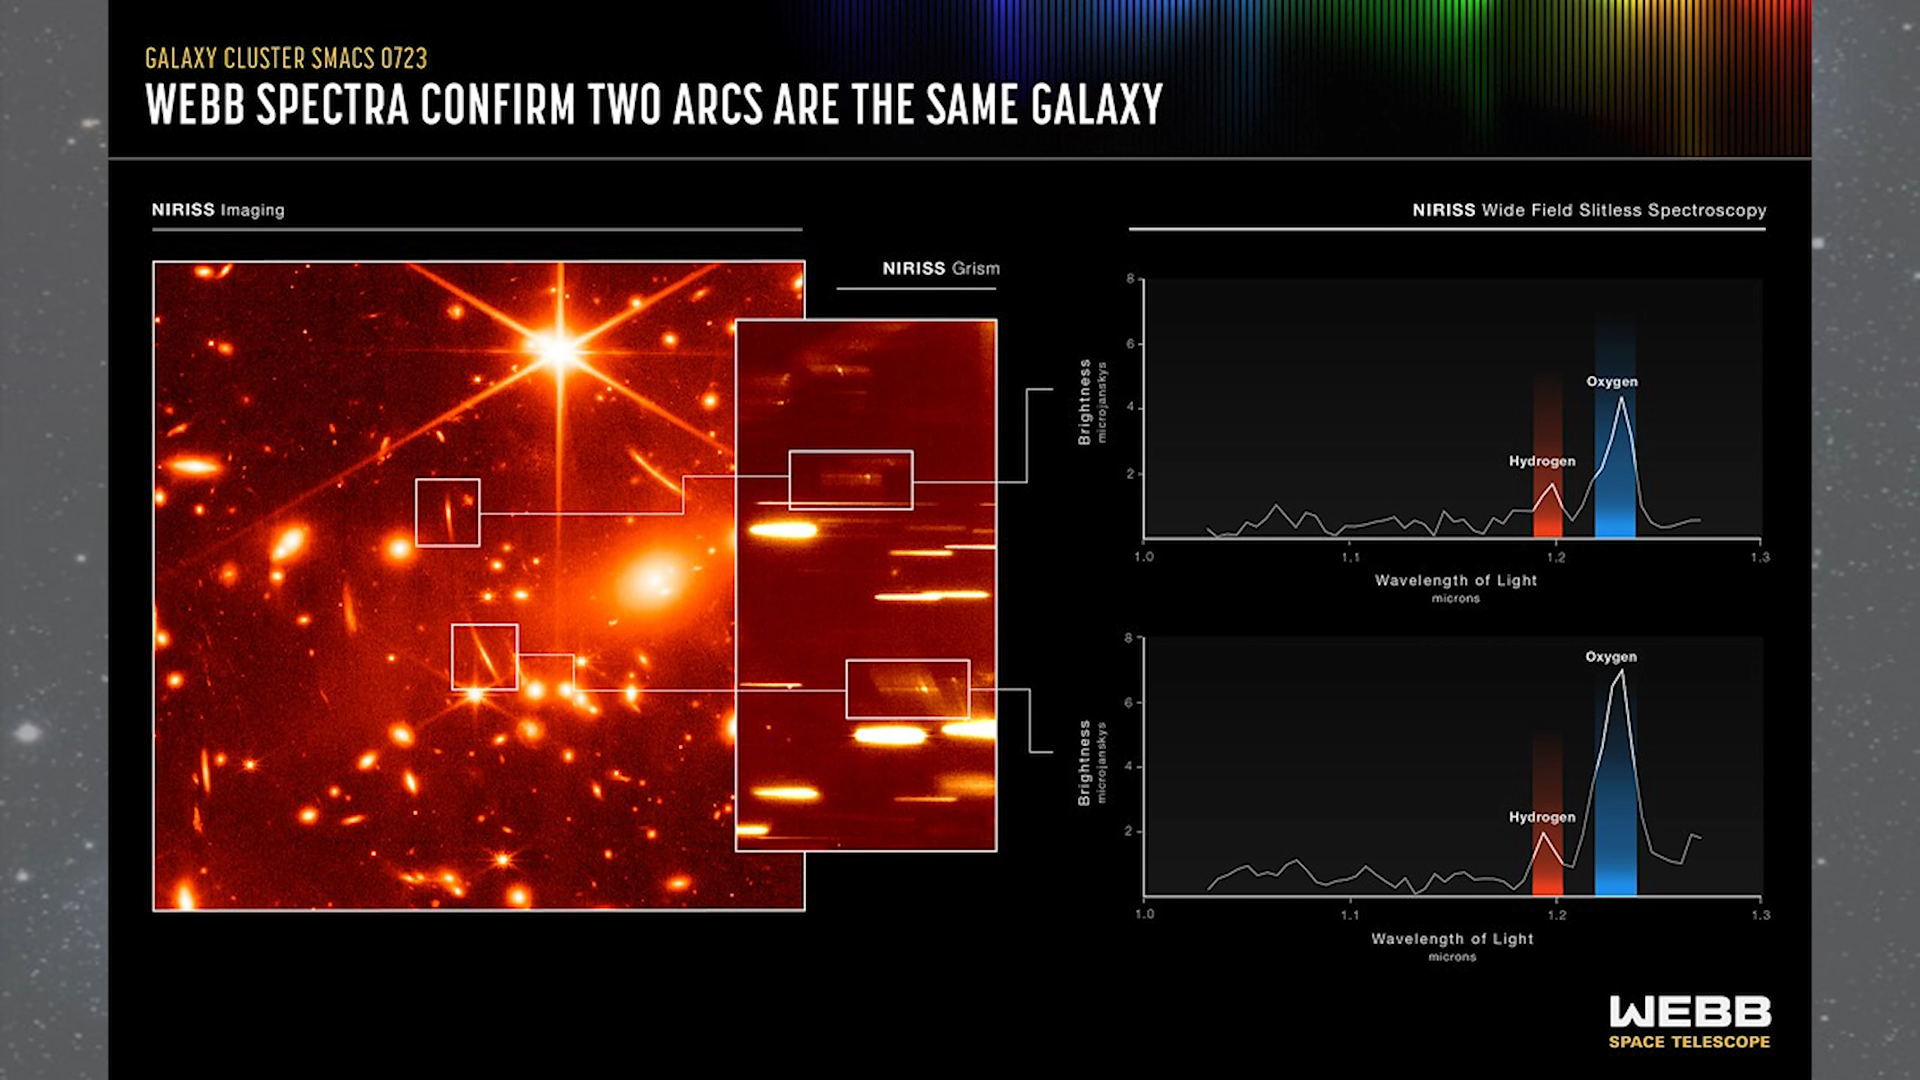 GALAXY CLUSTER SMACS 0723
WEBB SPECTRA CONFIRM TWO ARCS ARE THE SAME GALAXY
NIRISS Imaging
NIRISS Grism
NIRISS Wide Field Slitless Spectroscopy
8
6
4
2
Brightness
microjanskys
Hydrogen
Oxygen
1.0
1.1
1.2
1.3
Wavelength of Light
microns
8
6
4
2
Brightness
microjanskys
Hydrogen
Oxygen
1.0
1.1
1.2
1.3
Wavelength of Light
microns
WEBB
SPACE TELESCOPE